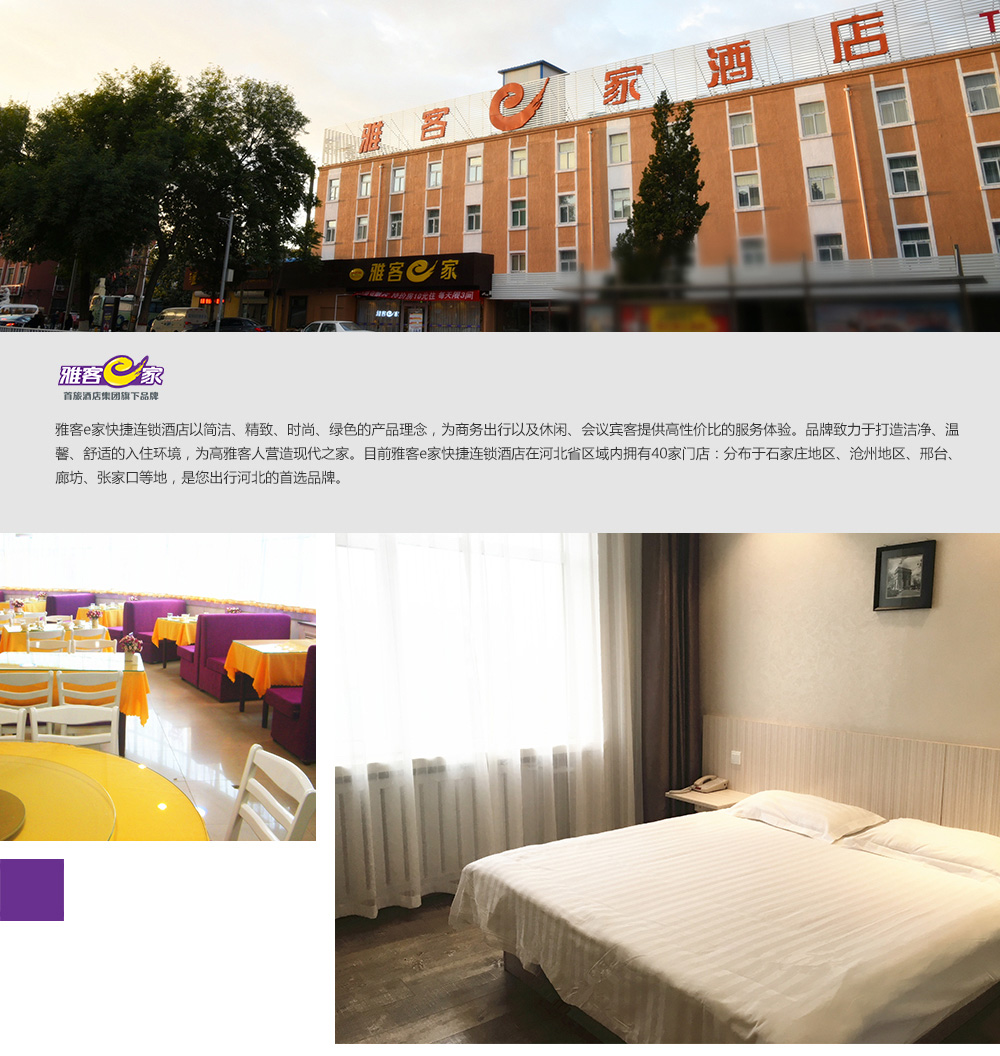 雅客e家酒店
雅客e家
雅客e家
雅客e家
首旅酒店集团旗下品牌
雅客e家快捷连锁酒店以简洁、精致、时尚、绿色的产品理念，为商务出行以及休闲、会议宾客提供高性价比的服务体验。品牌致力于打造洁净、温
馨、舒适的入住环境，为高雅客人营造现代之家。目前雅客e家快捷连锁酒店在河北省区域内拥有40家门店：分布于石家庄地区、沧州地区、邢台、
廊坊、张家口等地，是您出行河北的首选品牌。